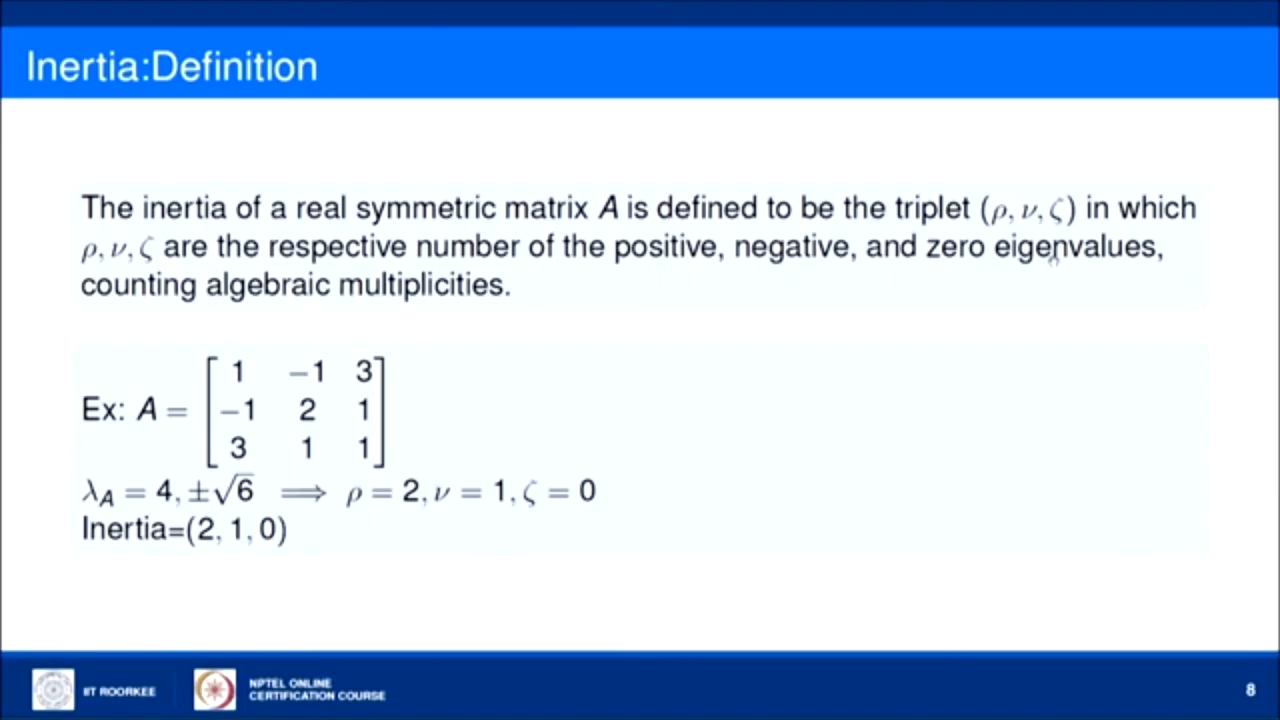 Inertia:Definition
The inertia of a real symmetric matrix A is defined to be the triplet (ρ, ν, ζ) in which
ρ, ν, ζ are the respective number of the positive, negative, and zero eigenvalues,
counting algebraic multiplicities.
Ex: A = [1 −1 3
−1 2 1
3 1 1]
λ_A = 4, ±√6 ⟹ ρ = 2, ν = 1, ζ = 0
Inertia=(2, 1, 0)
IIT ROORKEE
NPTEL ONLINE
CERTIFICATION COURSE
8